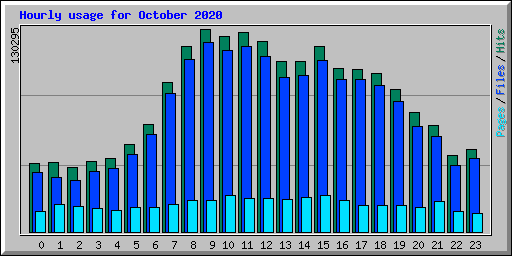 Hourly usage for October 2020
130295
Pages/Files/Hits
0 1 2 3 4 5 6 7 8 9 10 11 12 13 14 15 16 17 18 19 20 21 22 23